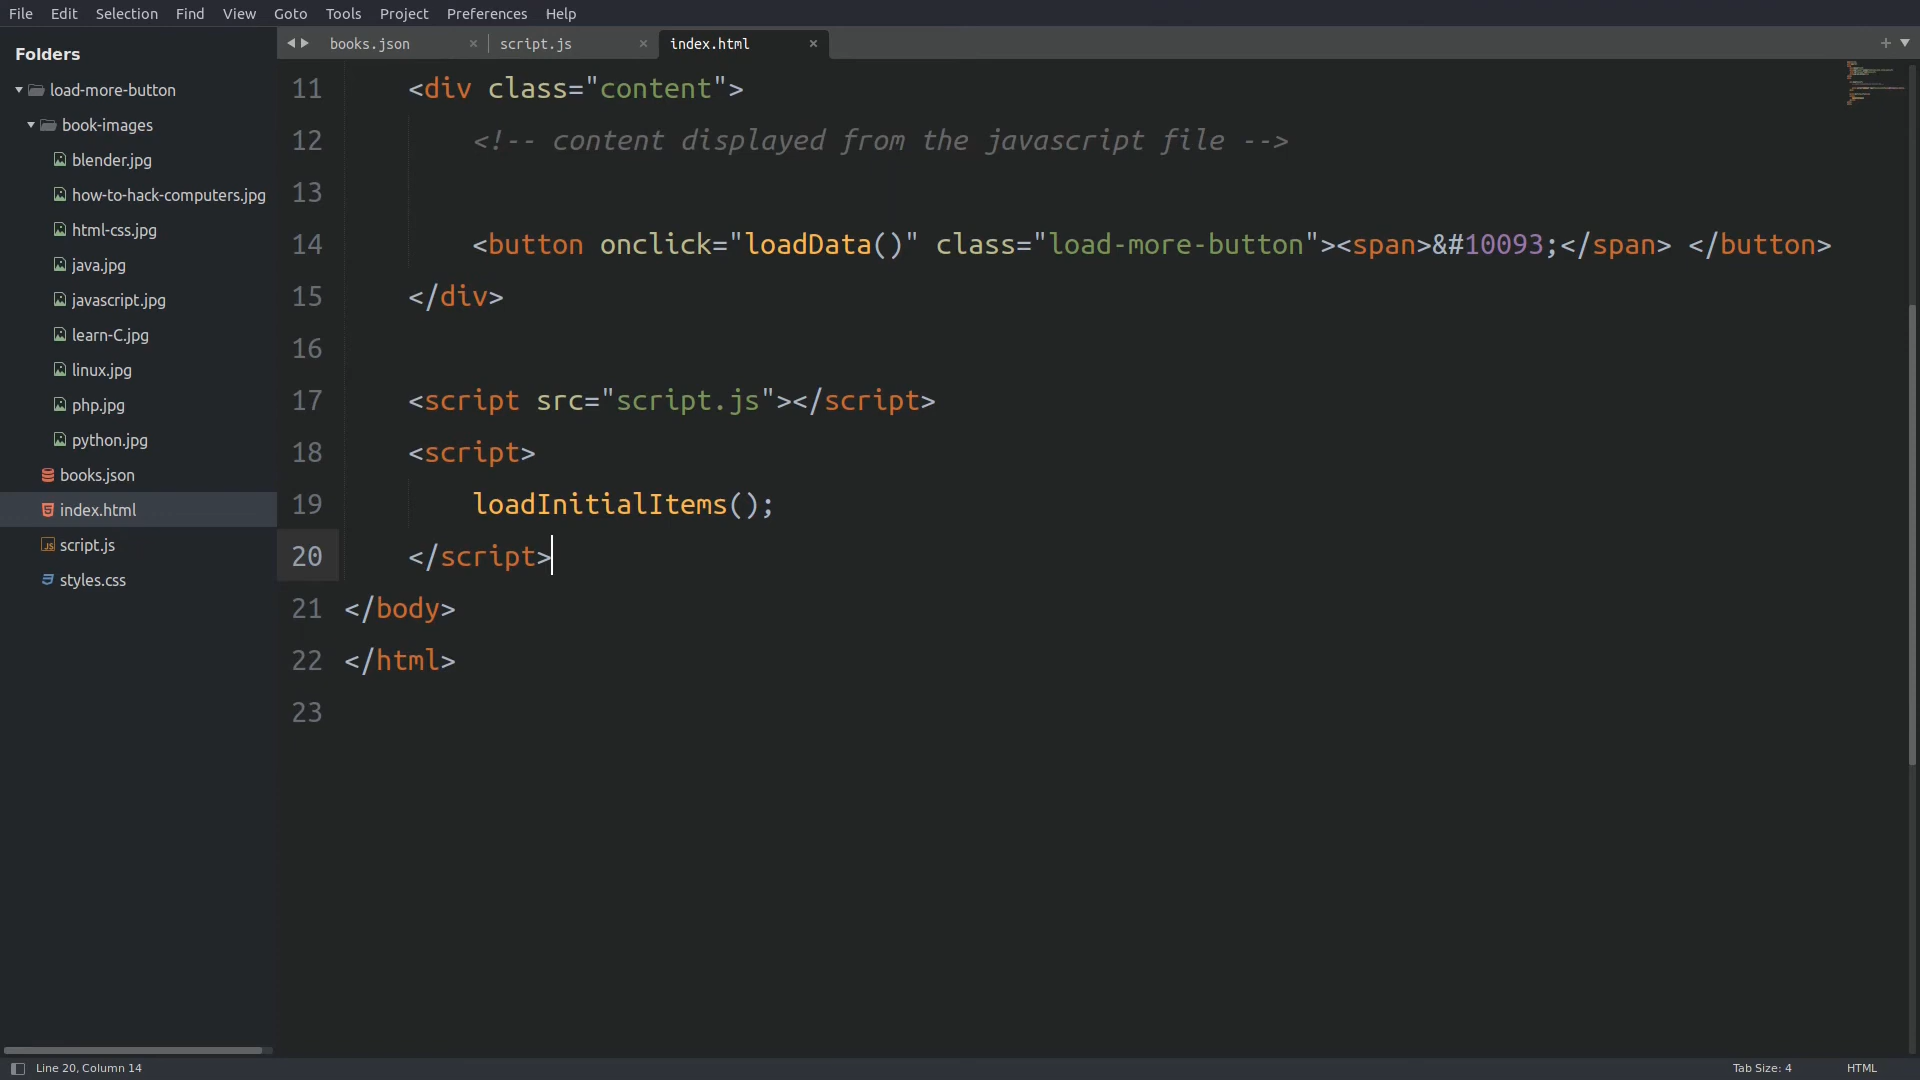 File Edit Selection Find View Goto Tools Project Preferences Help
Folders
load-more-button
book-images
blender.jpg
how-to-hack-computers.jpg
html-css.jpg
java.jpg
javascript.jpg
learn-C.jpg
linux.jpg
php.jpg
python.jpg
books.json
index.html
script.js
styles.css
books.json × script.js × index.html ×
11 <div class="content">
12 <!-- content displayed from the javascript file -->
13
14 <button onclick="loadData()" class="load-more-button"><span>&#10093;</span> </button>
15 </div>
16
17 <script src="script.js"></script>
18 <script>
19 loadInitialItems();
20 </script>
21 </body>
22 </html>
23
Line 20, Column 14
Tab Size: 4 HTML